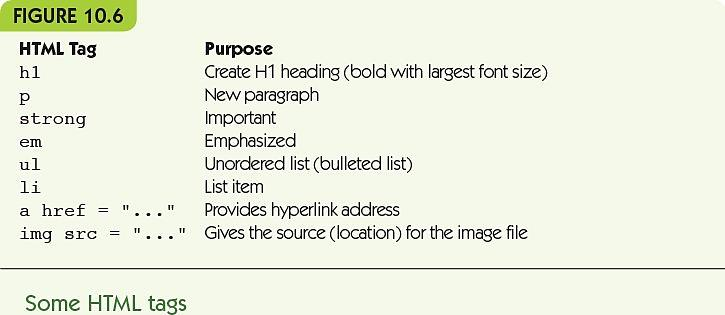 FIGURE 10.6
HTML Tag Purpose
h1 Create H1 heading (bold with largest font size)
p New paragraph
strong Important
em Emphasized
ul Unordered list (bulleted list)
li List item
a href = "..." Provides hyperlink address
img src = "..." Gives the source (location) for the image file
Some HTML tags